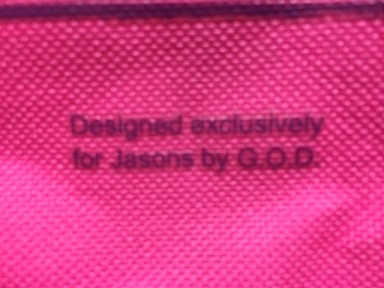 Designed exclusively
for Jasons by G.O.D.